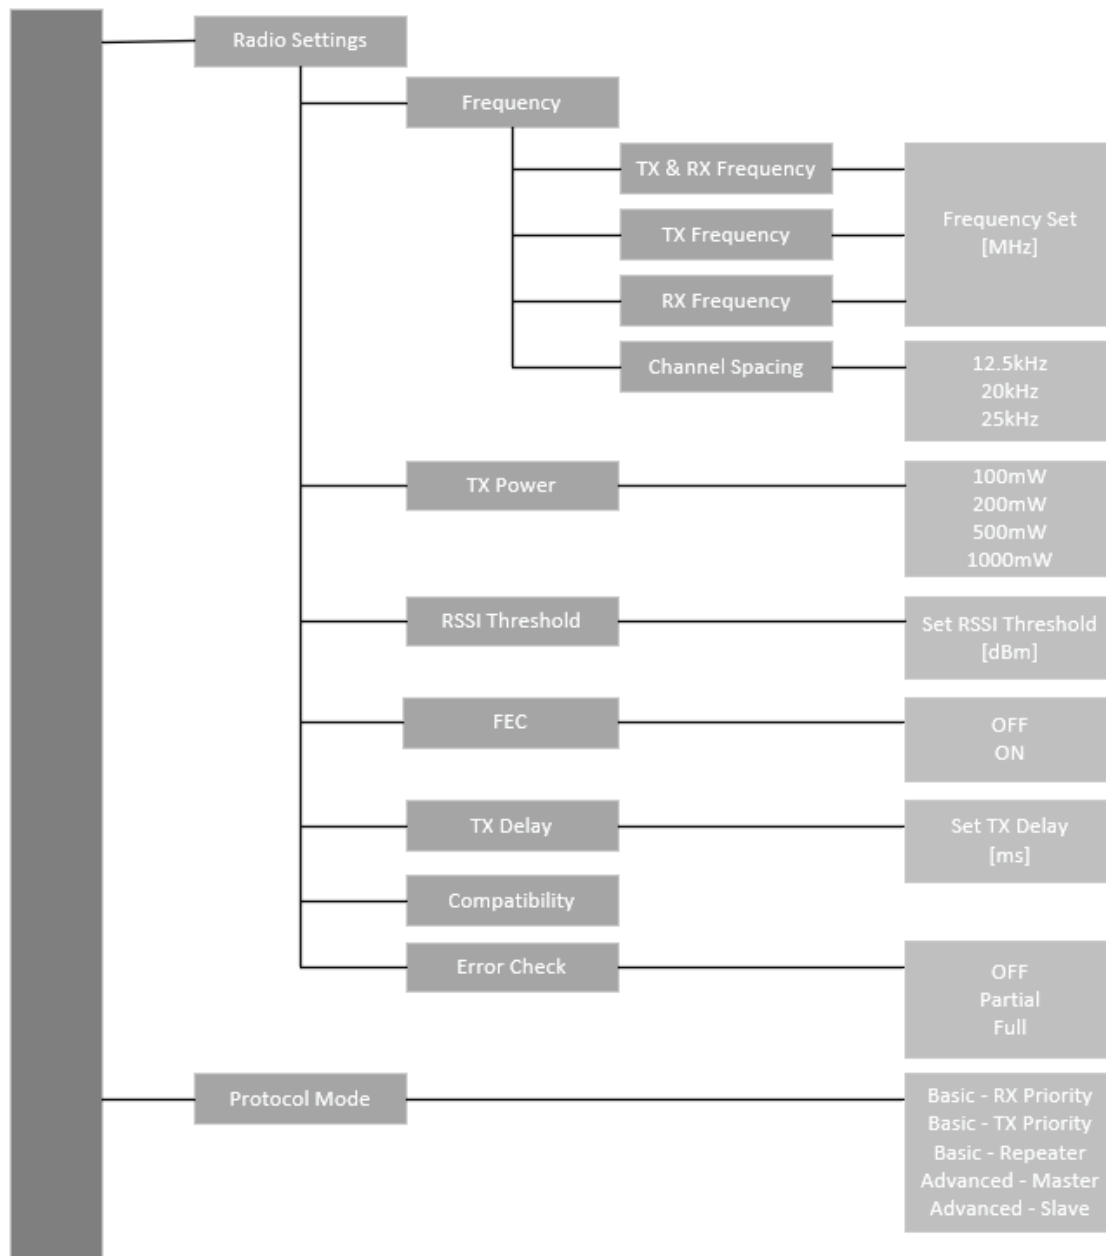 Radio Settings
Frequency
TX & RX Frequency
TX Frequency
RX Frequency
Frequency Set
[MHz]
Channel Spacing
12.5kHz
20kHz
25kHz
TX Power
100mW
200mW
500mW
1000mW
RSSI Threshold
Set RSSI Threshold
[dBm]
FEC
OFF
ON
TX Delay
Set TX Delay
[ms]
Compatibility
Error Check
OFF
Partial
Full
Protocol Mode
Basic - RX Priority
Basic - TX Priority
Basic - Repeater
Advanced - Master
Advanced - Slave